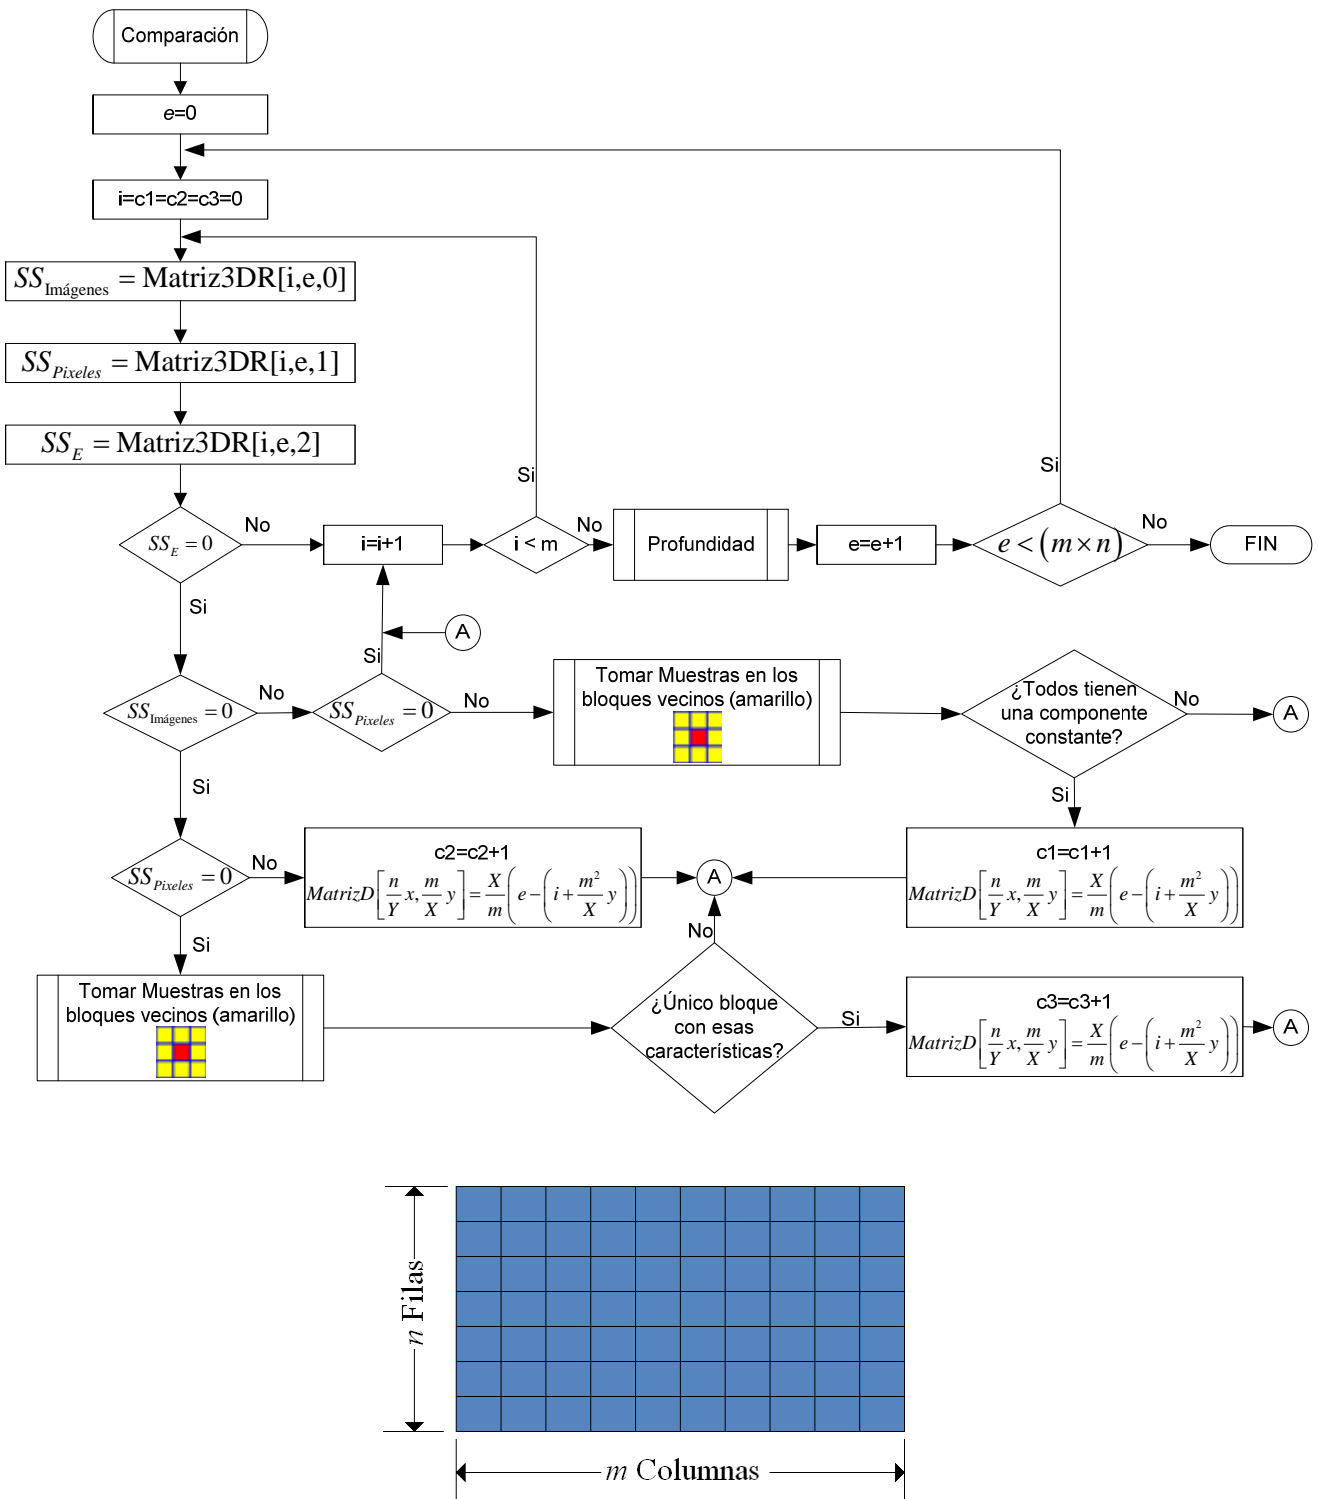 Comparación
e=0
i=c1=c2=c3=0
SS_Imágenes = Matriz3DR[i,e,0]
SS_Pixeles = Matriz3DR[i,e,1]
SS_E = Matriz3DR[i,e,2]
Si
Si
SS_E = 0
No
i=i+1
i < m
No
Profundidad
e=e+1
e < (m × n)
No
FIN
Si
A
Si
SS_Imágenes = 0
No
SS_Pixeles = 0
No
Tomar Muestras en los
bloques vecinos (amarillo)
¿Todos tienen
una componente
constante?
No
A
Si
Si
SS_Pixeles = 0
No
c2=c2+1
MatrizD[n/Y x, m/X y] = X/m (e − (i + m²/X y))
A
c1=c1+1
MatrizD[n/Y x, m/X y] = X/m (e − (i + m²/X y))
Si
No
Tomar Muestras en los
bloques vecinos (amarillo)
¿Único bloque
con esas
características?
Si
c3=c3+1
MatrizD[n/Y x, m/X y] = X/m (e − (i + m²/X y))
A
n Filas
m Columnas